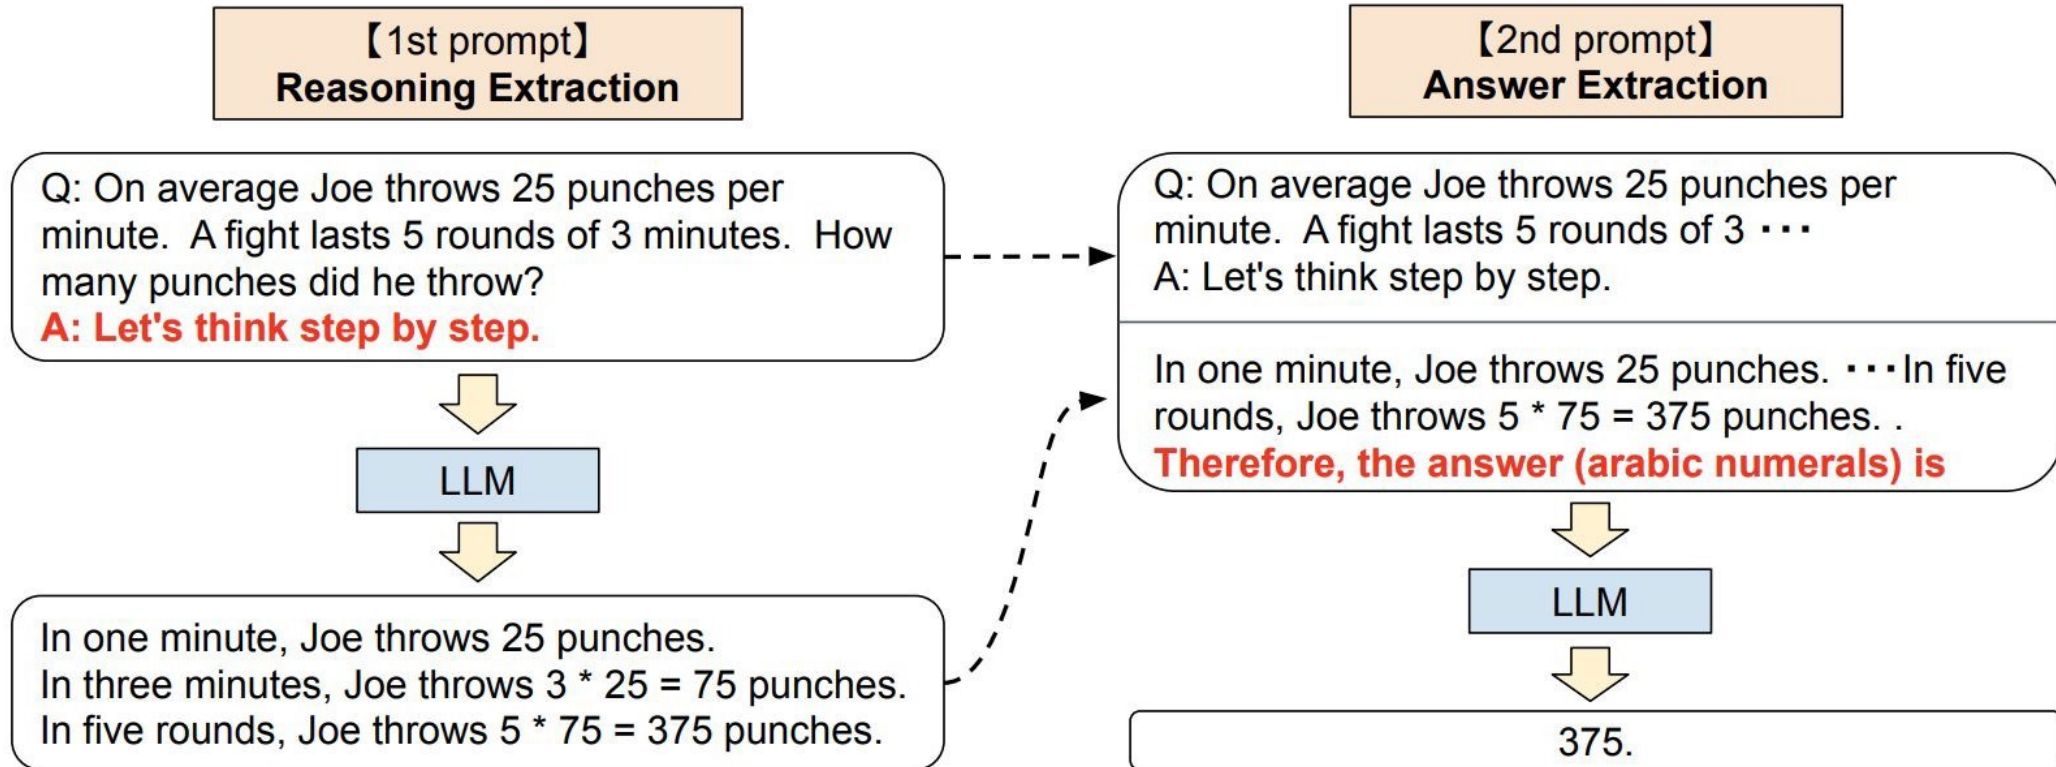 【1st prompt】
Reasoning Extraction
Q: On average Joe throws 25 punches per
minute.  A fight lasts 5 rounds of 3 minutes.  How
many punches did he throw?
A: Let's think step by step.
LLM
In one minute, Joe throws 25 punches.
In three minutes, Joe throws 3 * 25 = 75 punches.
In five rounds, Joe throws 5 * 75 = 375 punches.
【2nd prompt】
Answer Extraction
Q: On average Joe throws 25 punches per
minute.  A fight lasts 5 rounds of 3 ･･･
A: Let's think step by step.
In one minute, Joe throws 25 punches. ･･･In five
rounds, Joe throws 5 * 75 = 375 punches. .
Therefore, the answer (arabic numerals) is
LLM
375.